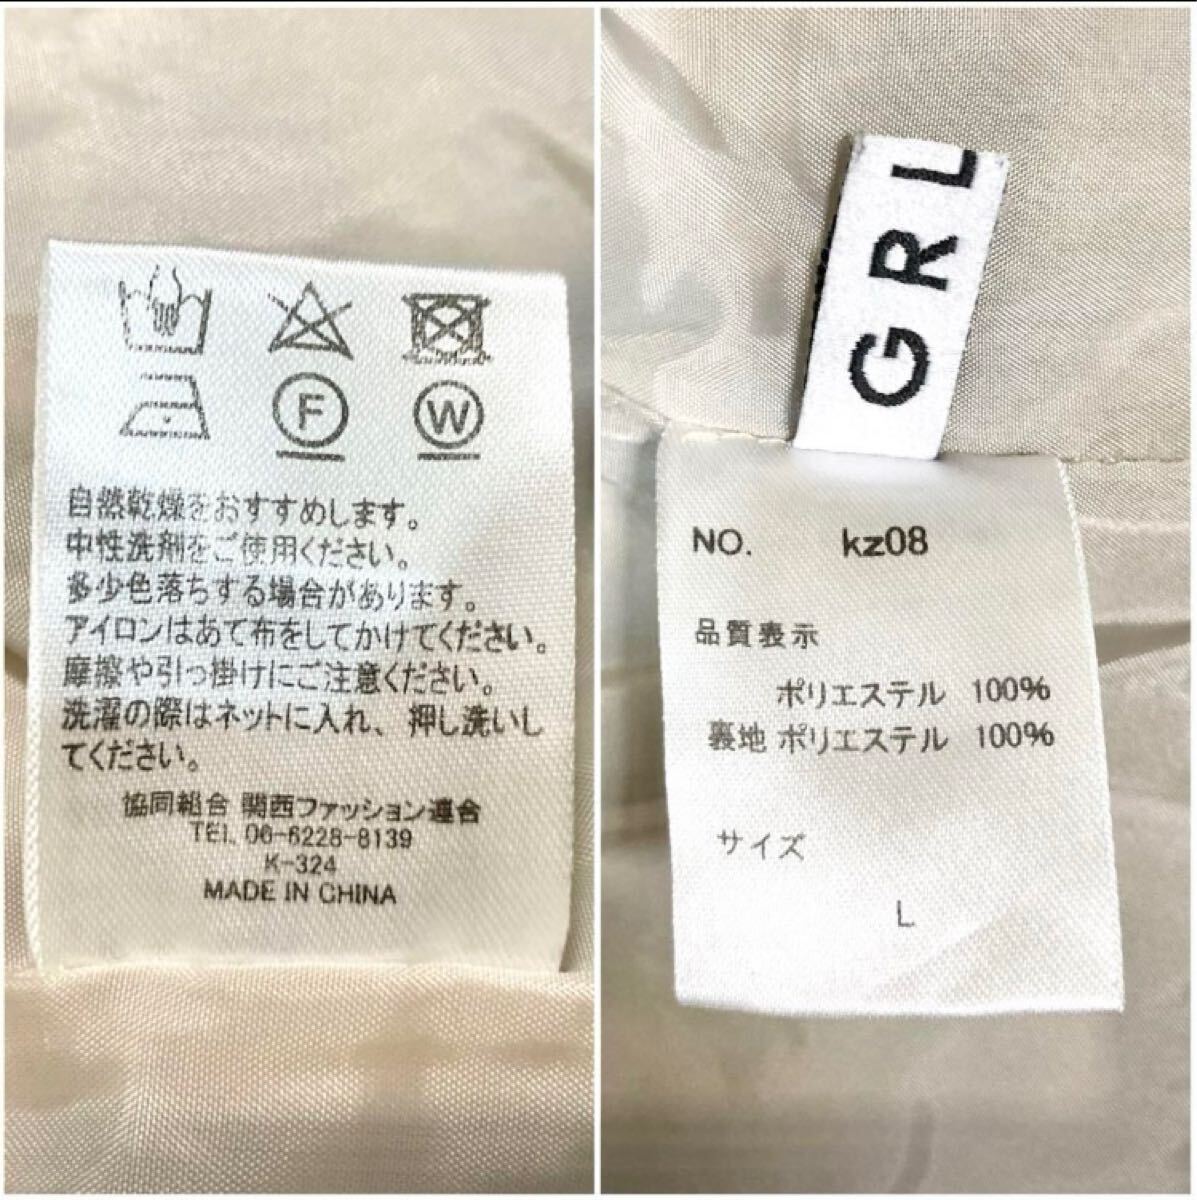 F
W
自然乾燥をおすすめします。
中性洗剤をご使用ください。
多少色落ちする場合があります。
アイロンはあて布をしてかけてください。
摩擦や引っ掛けにご注意ください。
洗濯の際はネットに入れ、押し洗いし
てください。
協同組合 関西ファッション連合
TEL 06-6228-8139
K-324
MADE IN CHINA
GRL
NO. kz08
品質表示
ポリエステル 100%
裏地 ポリエステル 100%
サイズ
L